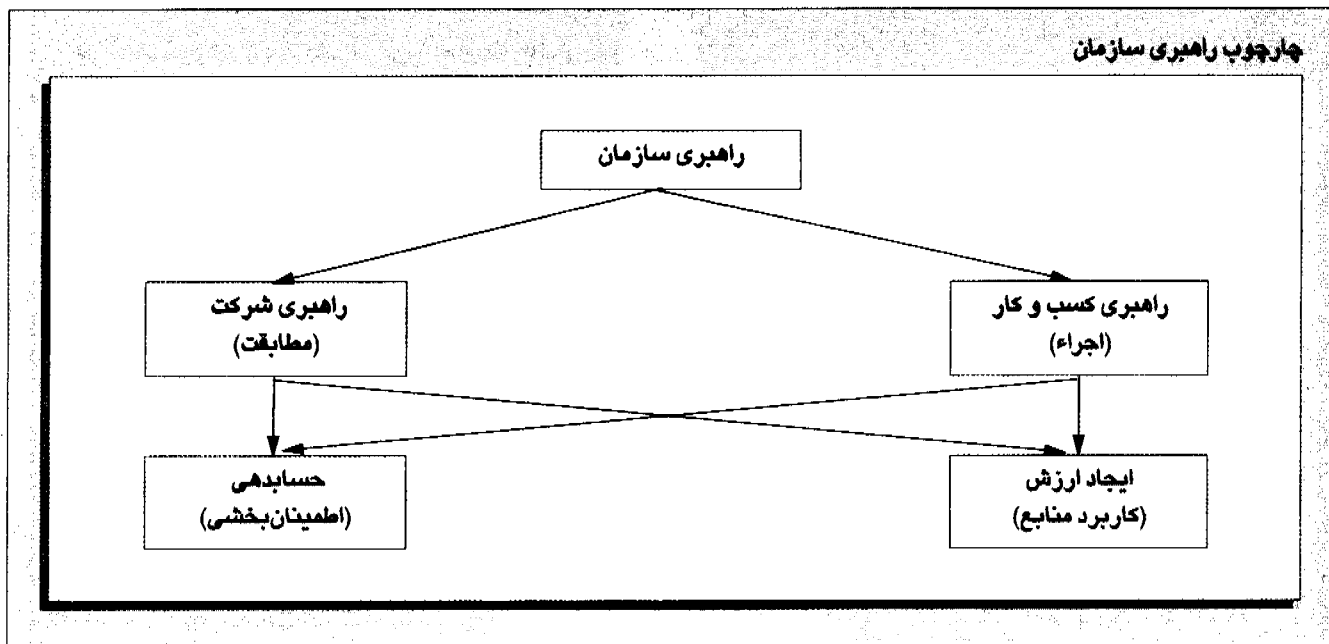 چارچوب راهبری سازمان
راهبری سازمان
راهبری کسب و کار
(اجراء)
راهبری شرکت
(مطابقت)
ایجاد ارزش
(کاربرد منابع)
حسابدهی
(اطمینان‌بخشی)